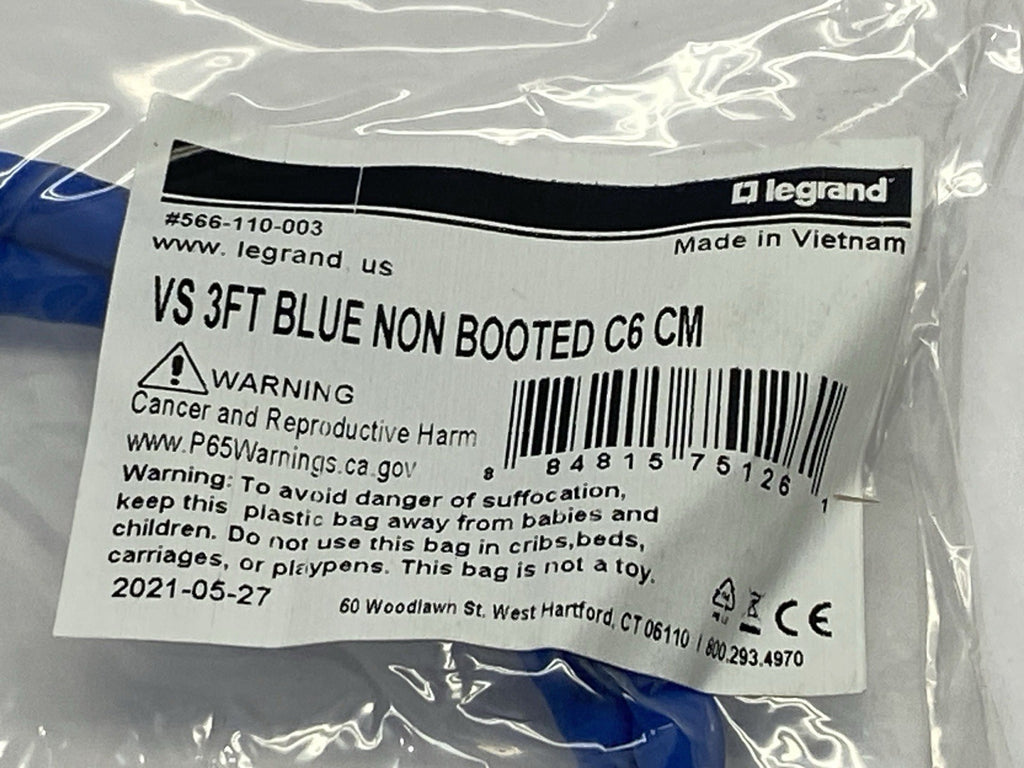 legrand
#566-110-003
Made in Vietnam
www. legrand us
VS 3FT BLUE NON BOOTED C6 CM
WARNING
Cancer and Reproductive Harm
www.P65Warnings.ca.gov
8 84815 75126 1
Warning: To avoid danger of suffocation,
keep this plastic bag away from babies and
children. Do not use this bag in cribs,beds,
carriages, or playpens. This bag is not a toy.
2021-05-27
CE
60 Woodlawn St. West Hartford, CT 06110 | 800.293.4970